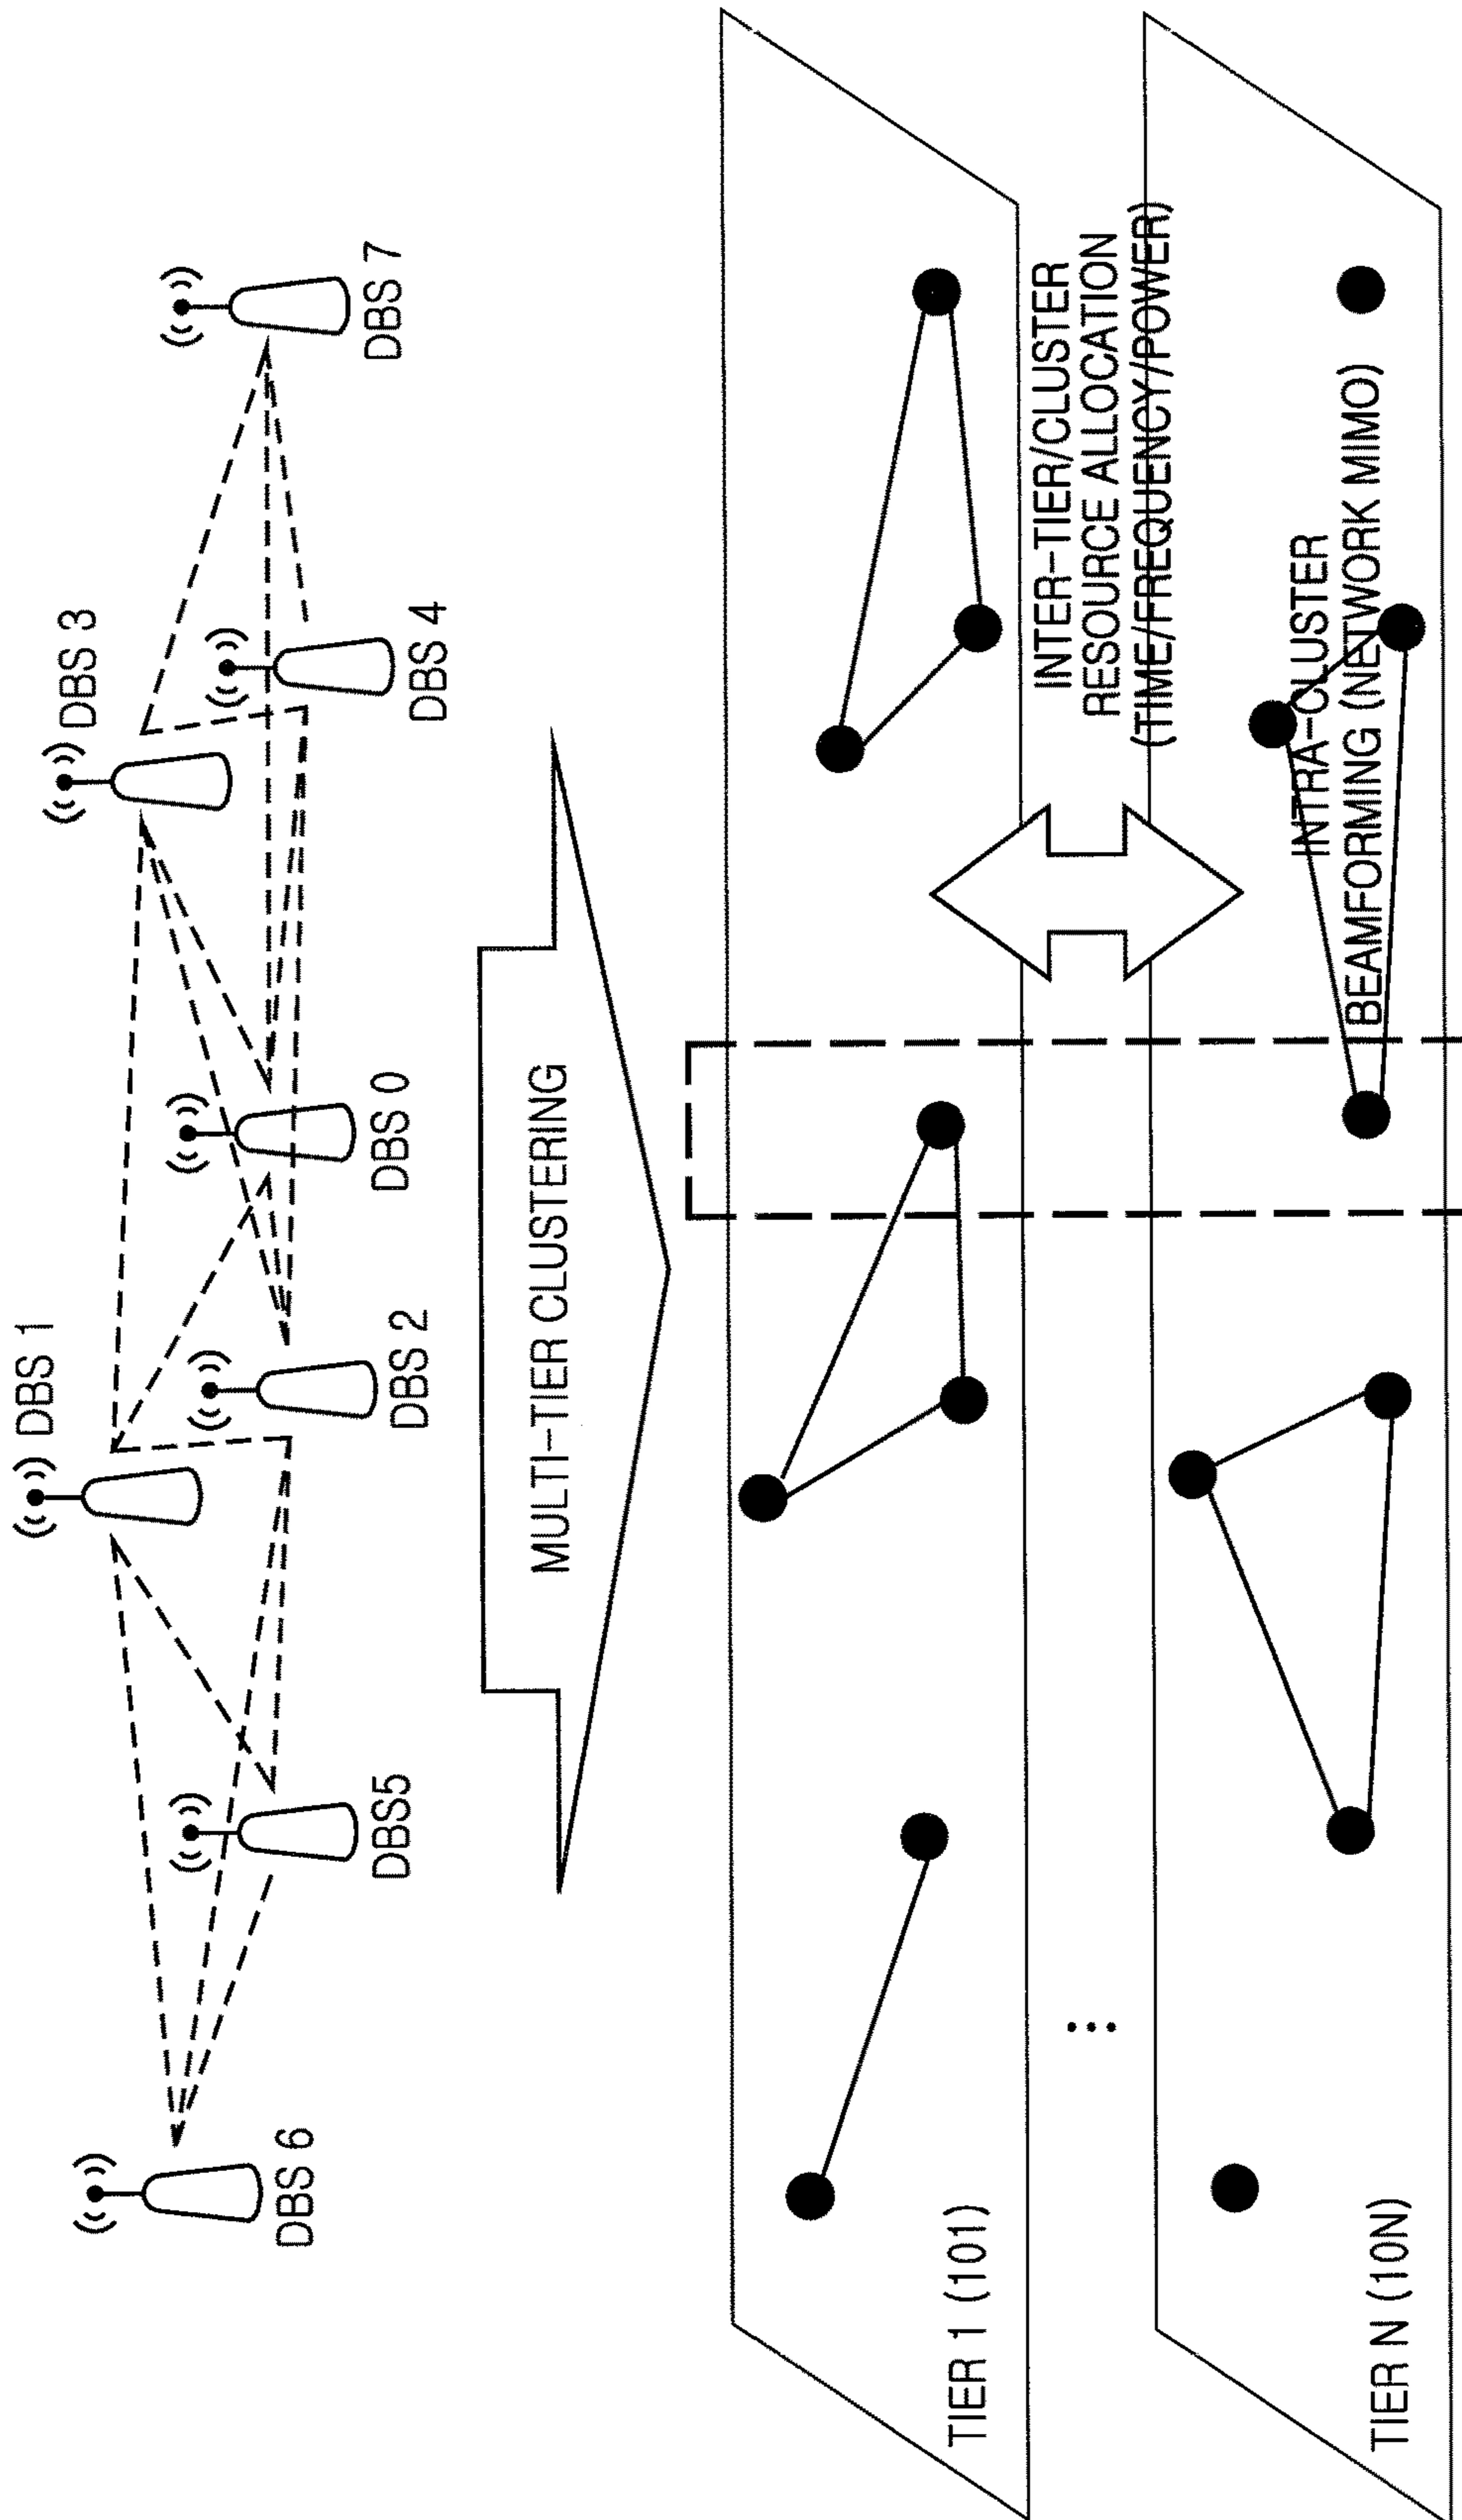 DBS 1
DBS 3
DBS 6
DBS5
DBS 2
DBS 0
DBS 4
DBS 7
MULTI-TIER CLUSTERING
TIER 1 (101)
INTER-TIER/CLUSTER
RESOURCE ALLOCATION
(TIME/FREQUENCY/POWER)
...
INTRA-CLUSTER
BEAMFORMING (NETWORK MIMO)
TIER N (10N)